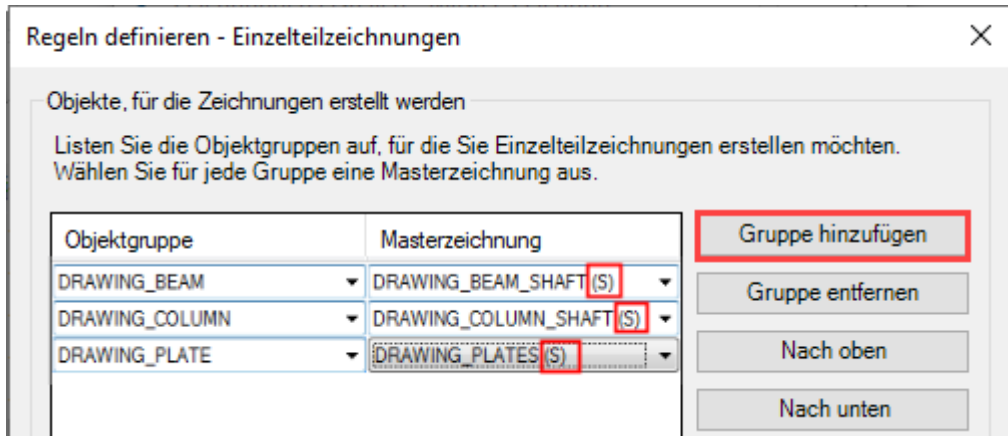 Regeln definieren - Einzelteilzeichnungen
Objekte, für die Zeichnungen erstellt werden
Listen Sie die Objektgruppen auf, für die Sie Einzelteilzeichnungen erstellen möchten.
Wählen Sie für jede Gruppe eine Masterzeichnung aus.
Objektgruppe Masterzeichnung Gruppe hinzufügen
DRAWING_BEAM DRAWING_BEAM_SHAFT (S) Gruppe entfernen
DRAWING_COLUMN DRAWING_COLUMN_SHAFT (S)
DRAWING_PLATE DRAWING_PLATES (S) Nach oben
Nach unten